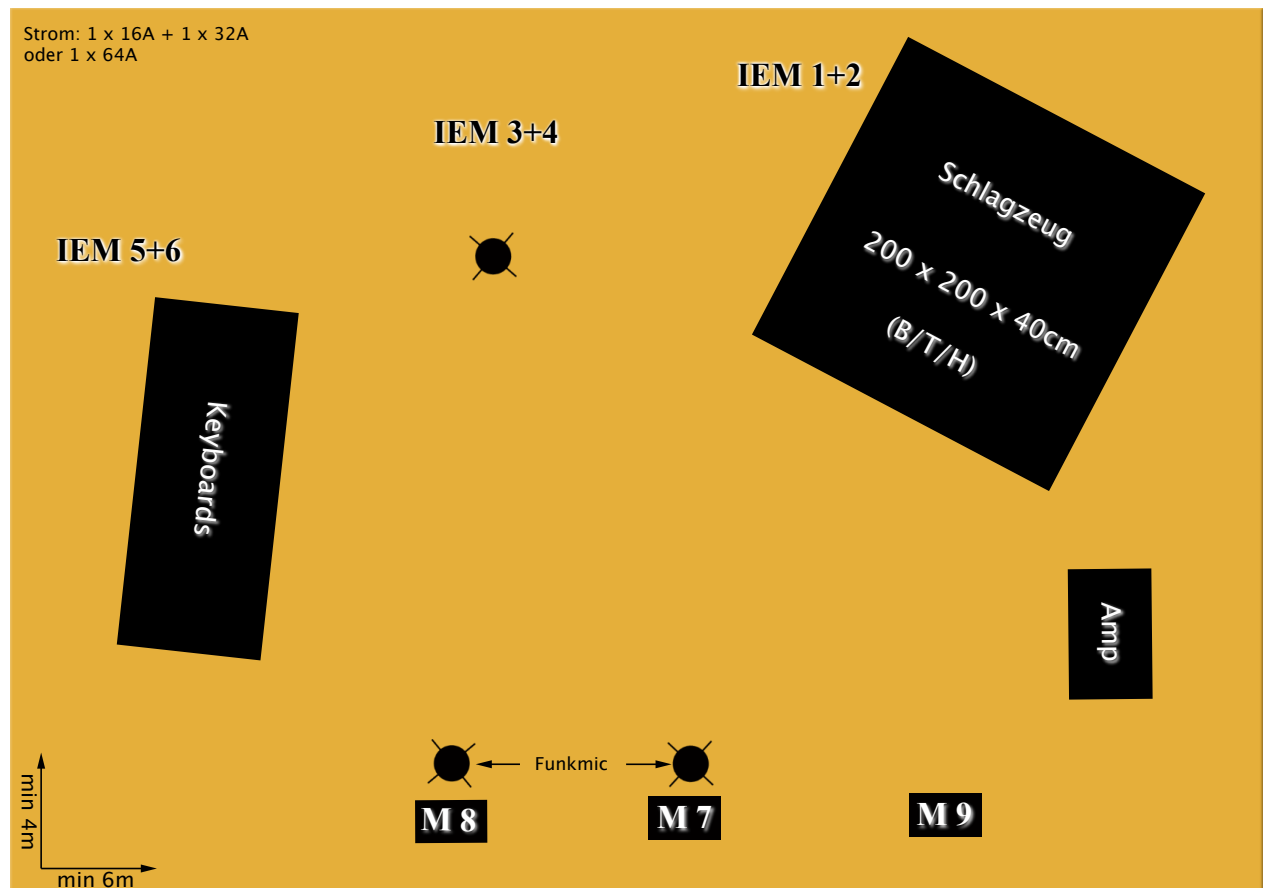 Strom: 1 x 16A + 1 x 32A
oder 1 x 64A
IEM 1+2
IEM 3+4
IEM 5+6
Schlagzeug
200 x 200 x 40cm
(B/T/H)
Keyboards
Amp
Funkmic
M 8
M 7
M 9
min 4m
min 6m